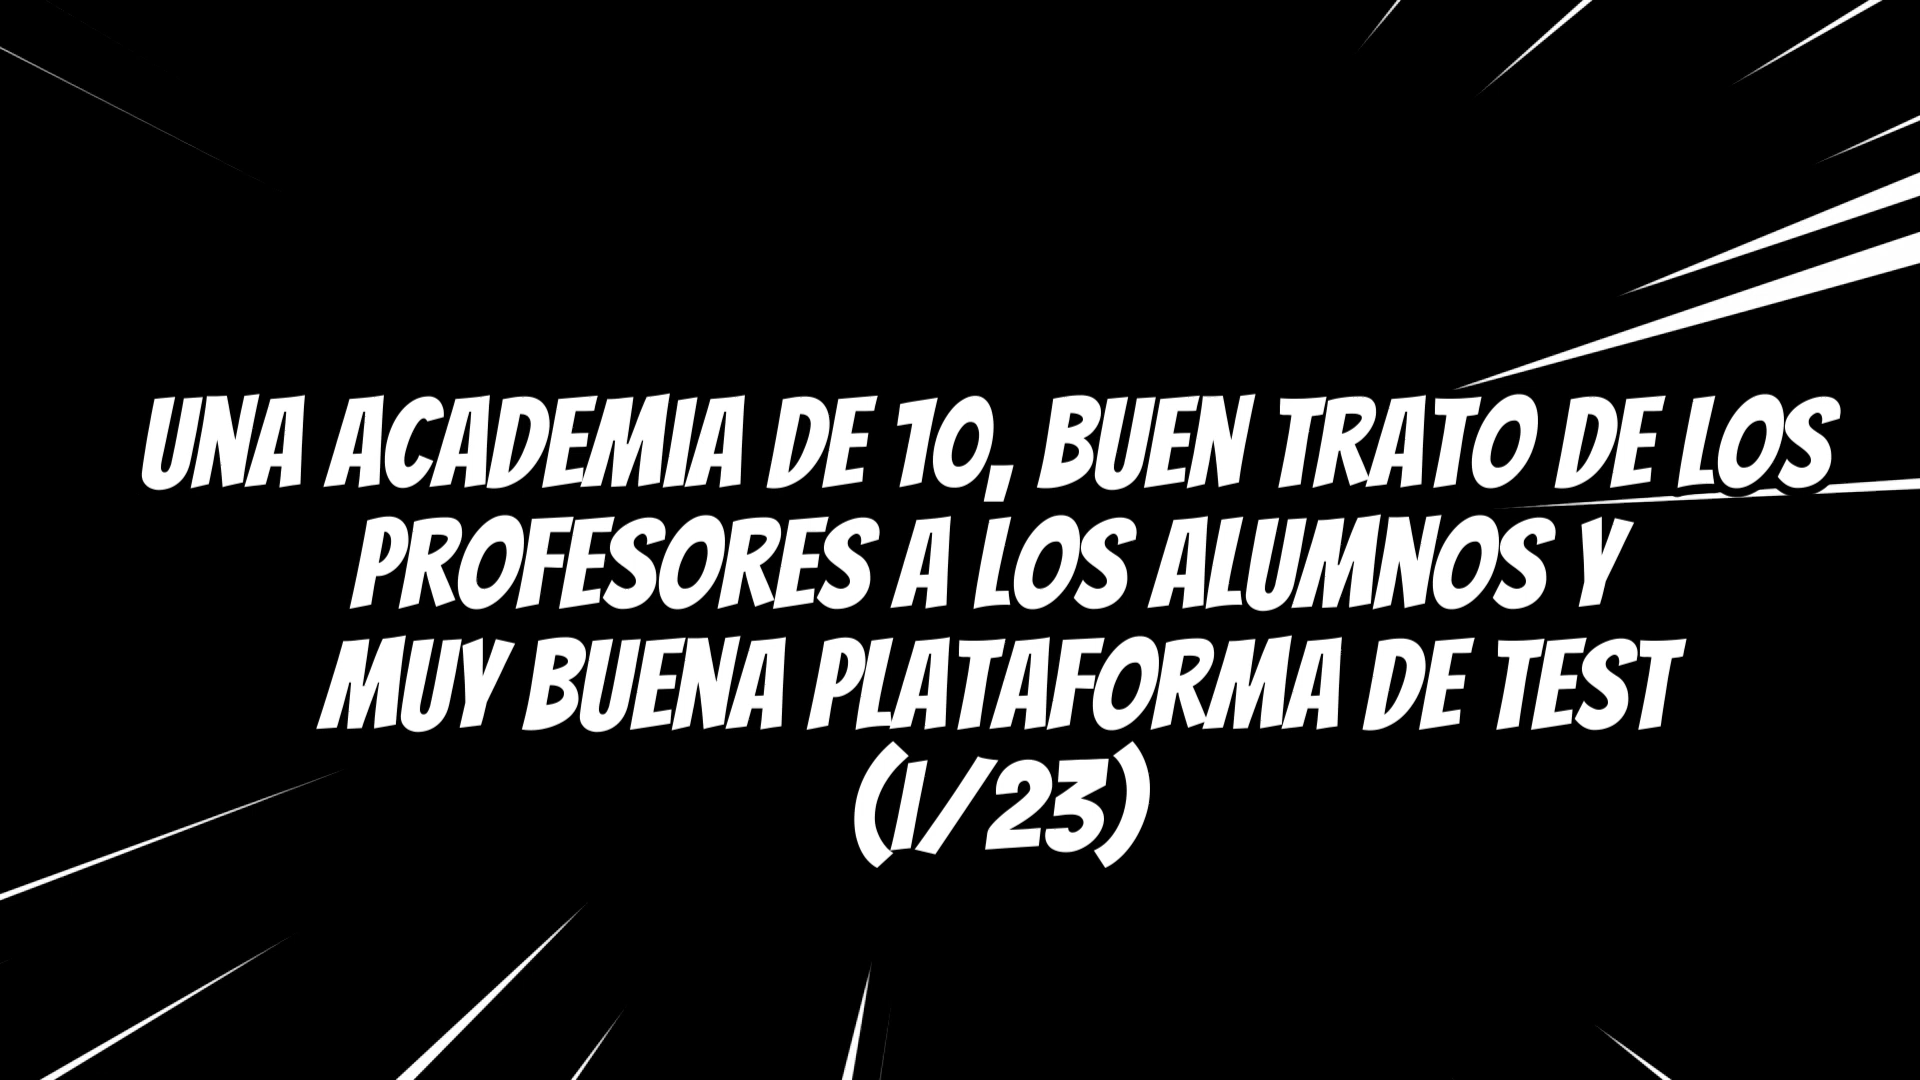 UNA ACADEMIA DE 10, BUEN TRATO DE LOS
PROFESORES A LOS ALUMNOS Y
MUY BUENA PLATAFORMA DE TEST
(1/23)